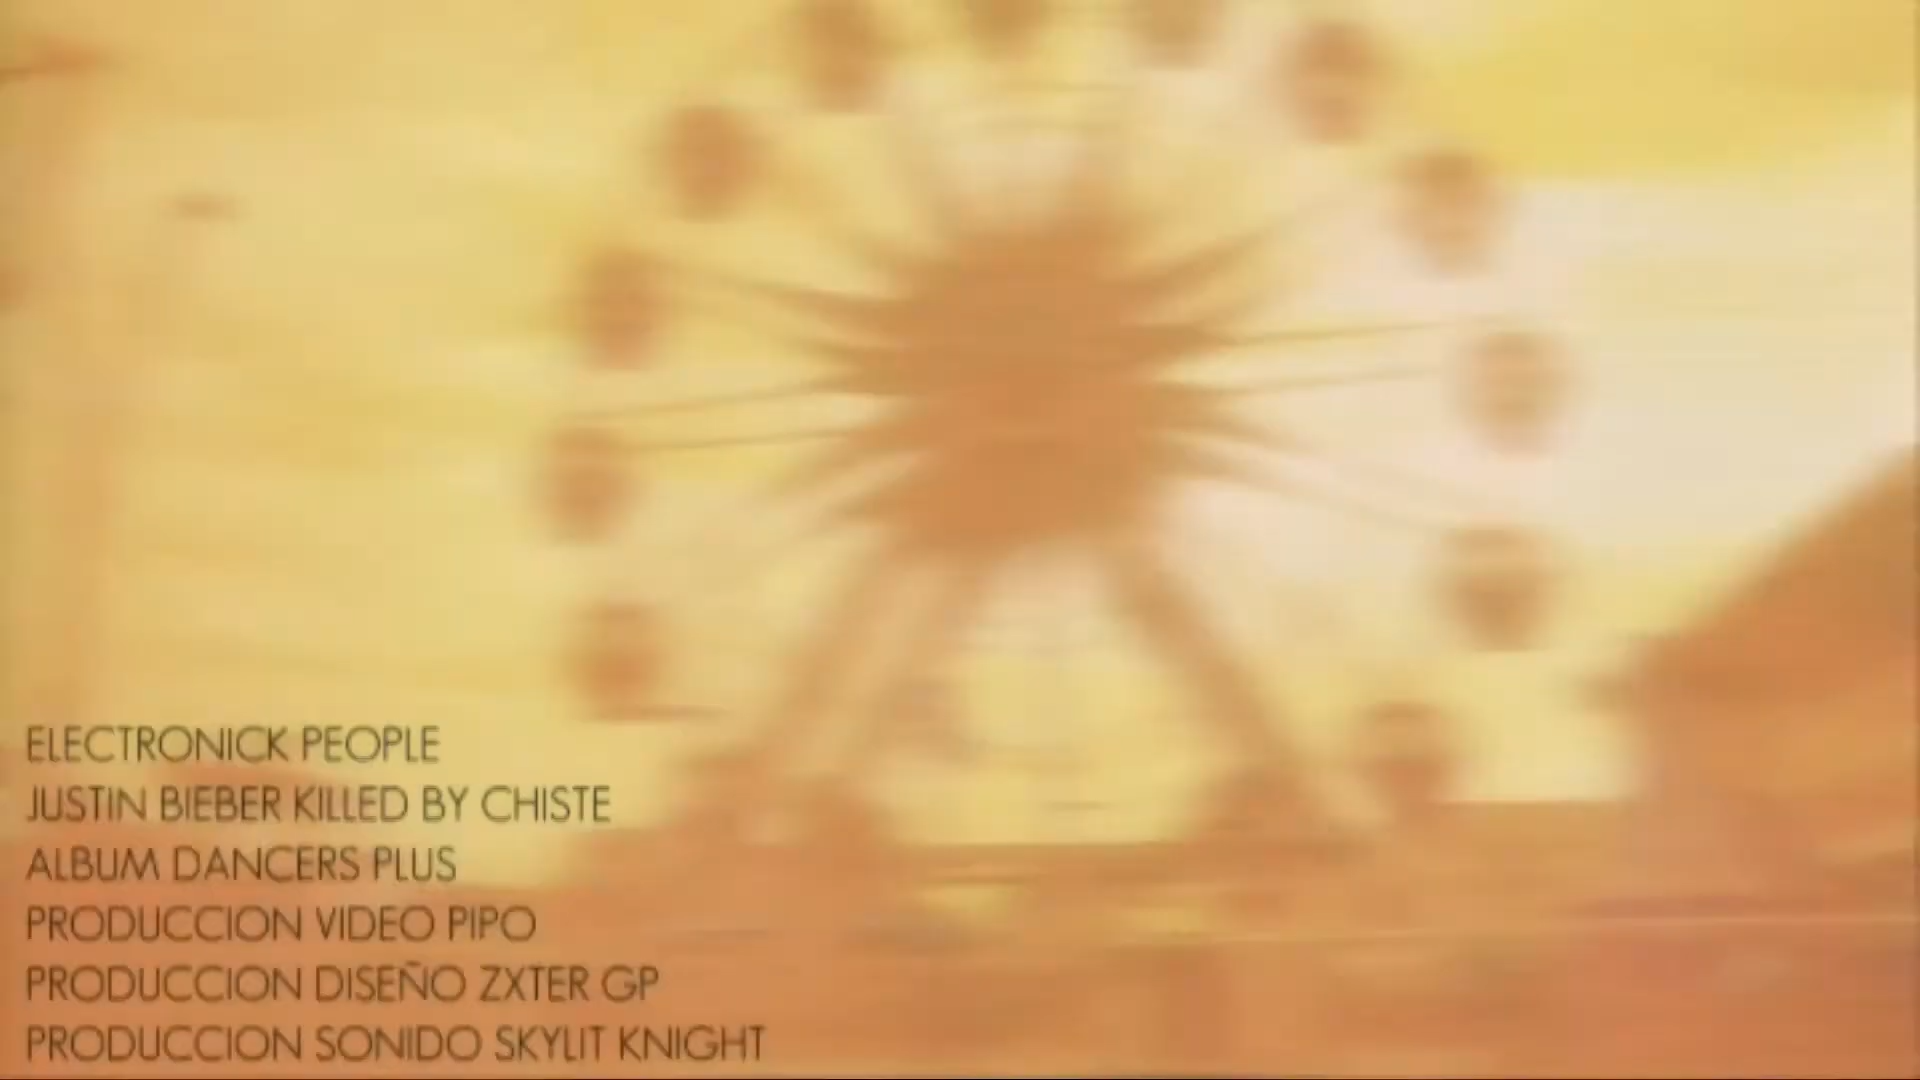 ELECTRONICK PEOPLE
JUSTIN BIEBER KILLED BY CHISTE
ALBUM DANCERS PLUS
PRODUCCION VIDEO PIPO
PRODUCCION DISEÑO ZXTER GP
PRODUCCION SONIDO SKYLIT KNIGHT